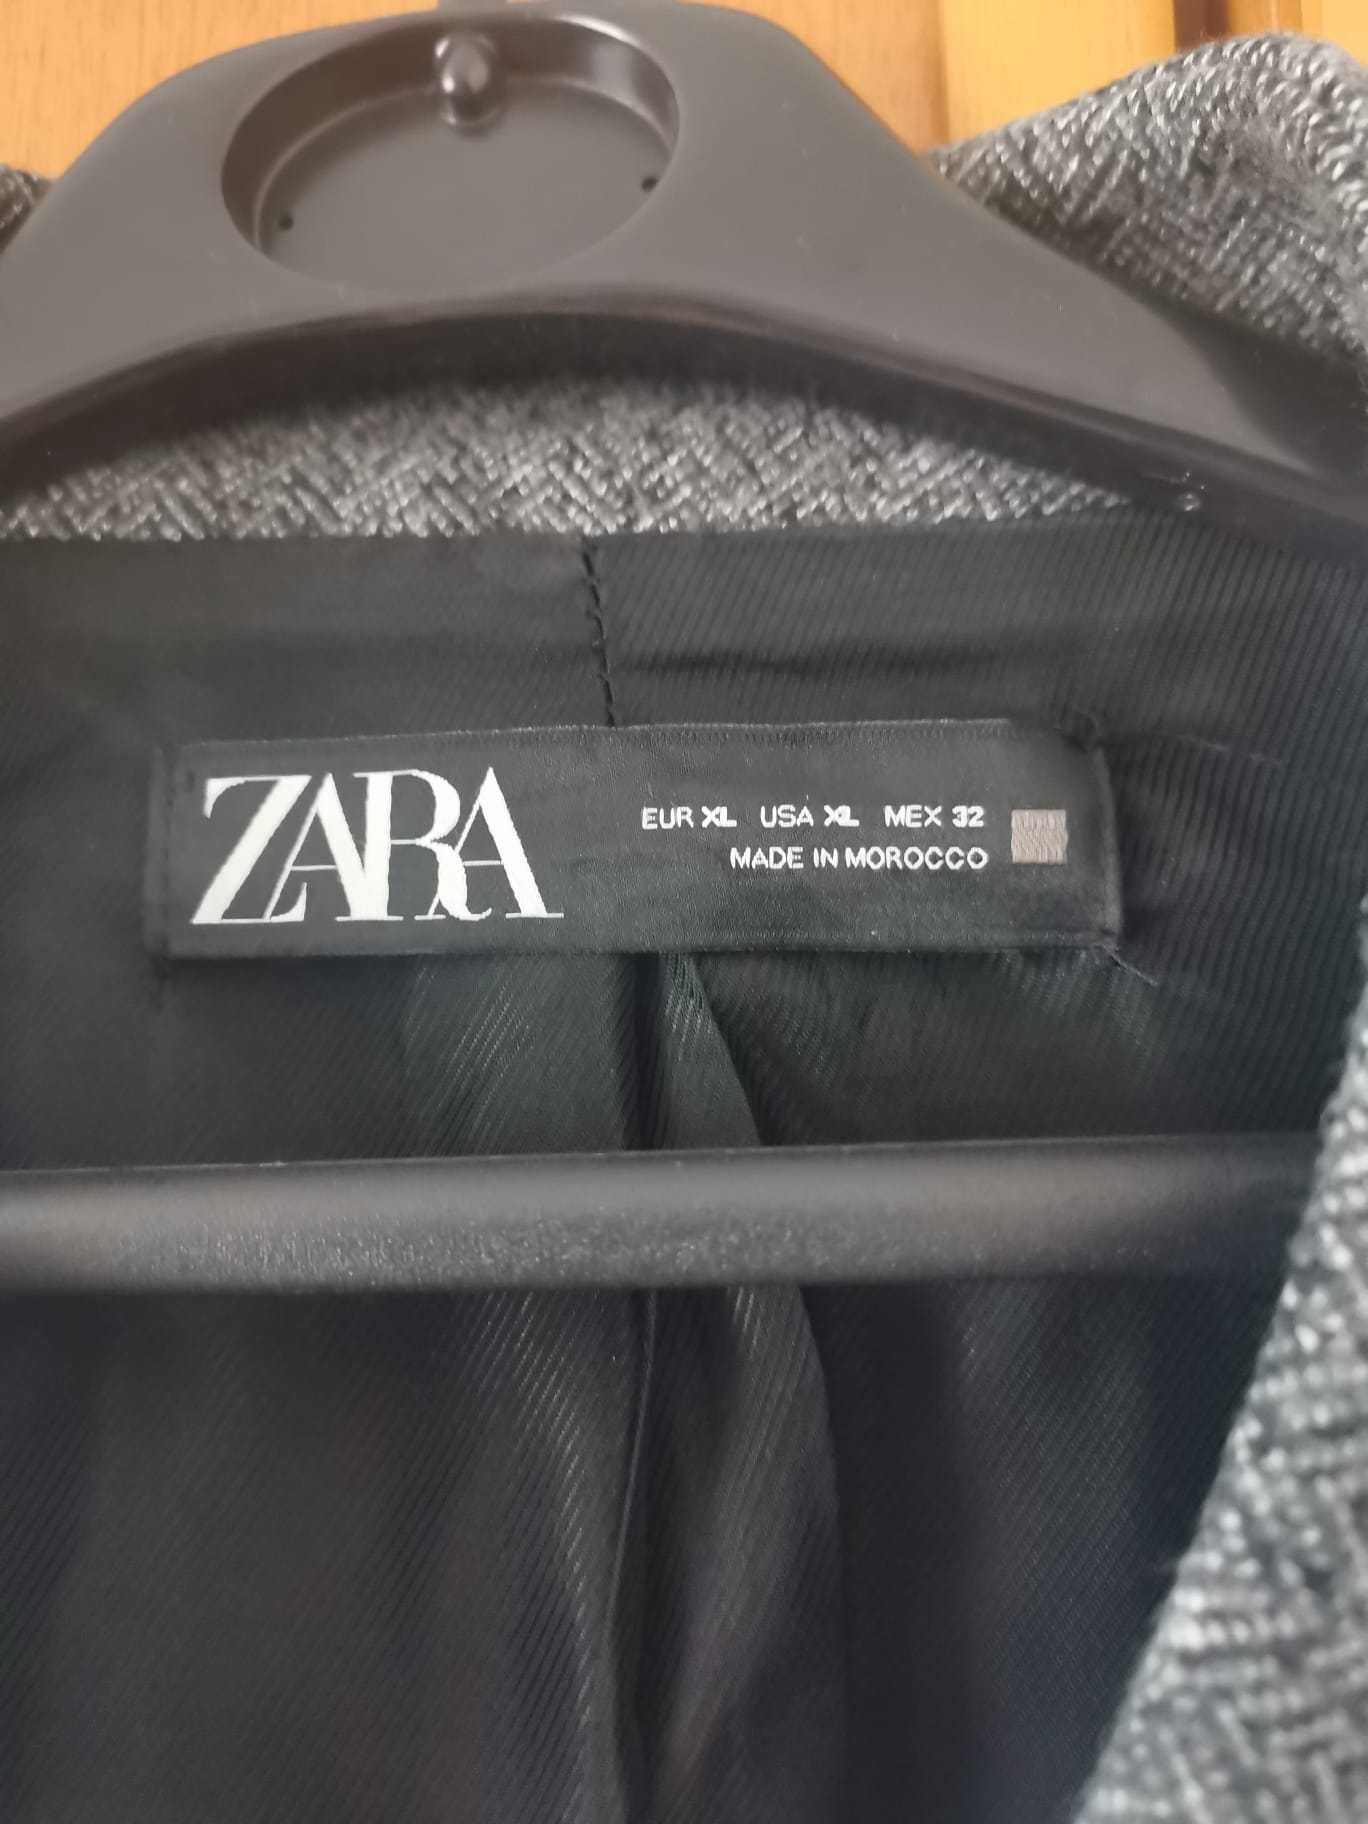 ZARA
EUR XL USA XL MEX 32
MADE IN MOROCCO